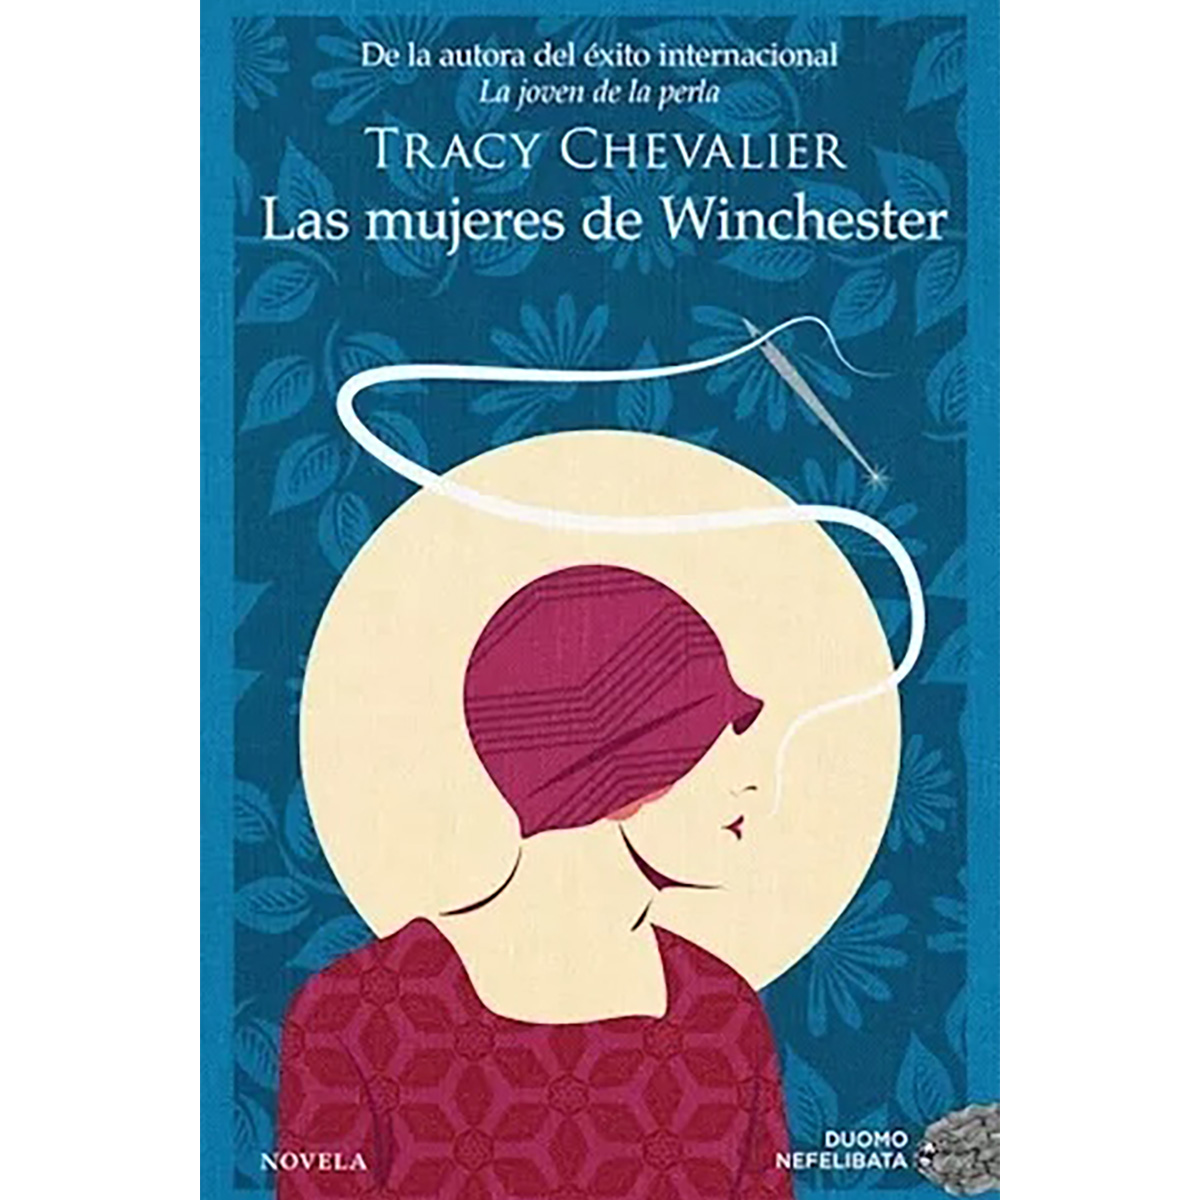 De la autora del éxito internacional
La joven de la perla
TRACY CHEVALIER
Las mujeres de Winchester
NOVELA
DUOMO
NEFELIBATA